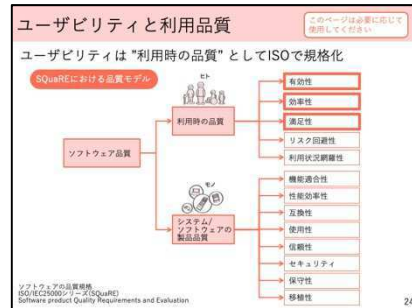 ユーザビリティと利用品質
このページは必要に応じて
使用してください
ユーザビリティは "利用時の品質" としてISOで規格化
SQuaREにおける品質モデル
ヒト
利用時の品質
有効性
効率性
満足性
リスク回避性
利用状況網羅性
ソフトウェア品質
モノ
システム/
ソフトウェアの
製品品質
機能適合性
性能効率性
互換性
使用性
信頼性
セキュリティ
保守性
移植性
ソフトウェアの品質規格
ISO/IEC25000シリーズ(SQuaRE)
Software product Quality Requirements and Evaluation
24